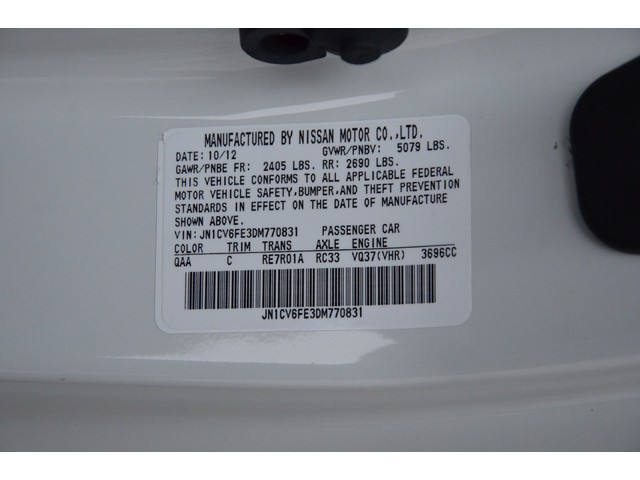 MANUFACTURED BY NISSAN MOTOR CO.,LTD.
DATE: 10/12 GVWR/PNBV: 5079 LBS.
GAWR/PNBE FR: 2405 LBS. RR: 2690 LBS.
THIS VEHICLE CONFORMS TO ALL APPLICABLE FEDERAL
MOTOR VEHICLE SAFETY,BUMPER,AND THEFT PREVENTION
STANDARDS IN EFFECT ON THE DATE OF MANUFACTURE
SHOWN ABOVE.
VIN: JN1CV6FE3DM770831 PASSENGER CAR
COLOR TRIM TRANS AXLE ENGINE
QAA C RE7R01A RC33 VQ37(VHR) 3696CC
JN1CV6FE3DM770831